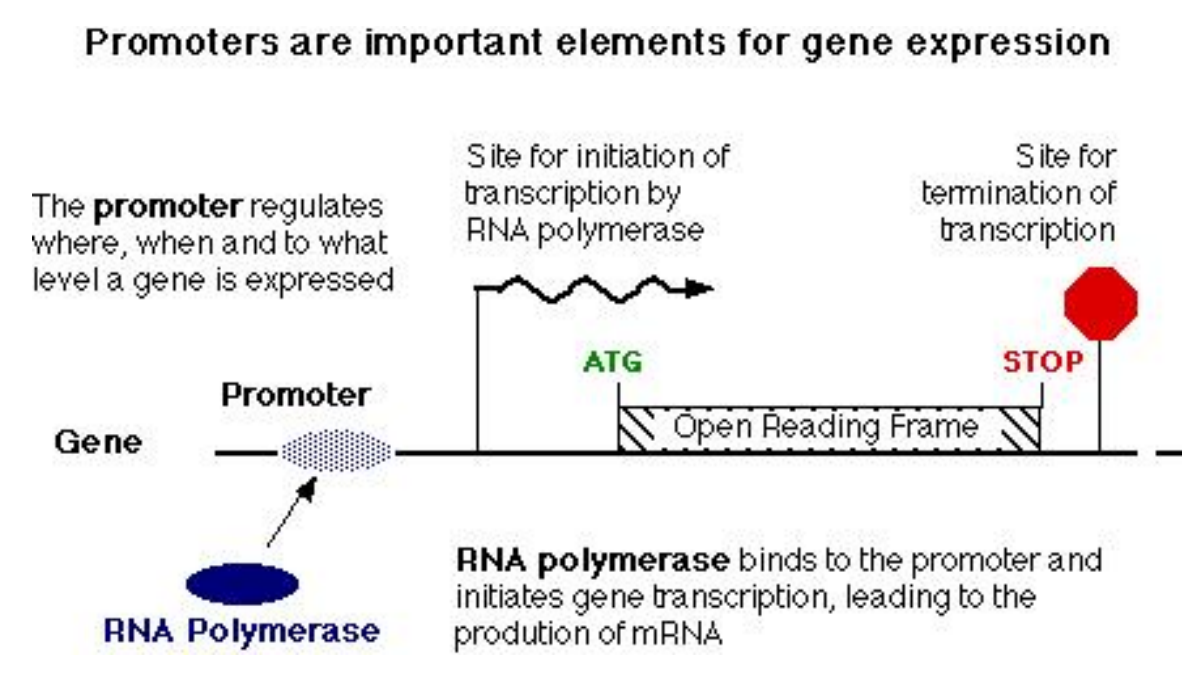 Promoters are important elements for gene expression
The promoter regulates
where, when and to what
level a gene is expressed
Site for initiation of
transcription by
RNA polymerase
Site for
termination of
transcription
ATG
STOP
Promoter
Gene
Open Reading Frame
RNA Polymerase
RNA polymerase binds to the promoter and
initiates gene transcription, leading to the
prodution of mRNA